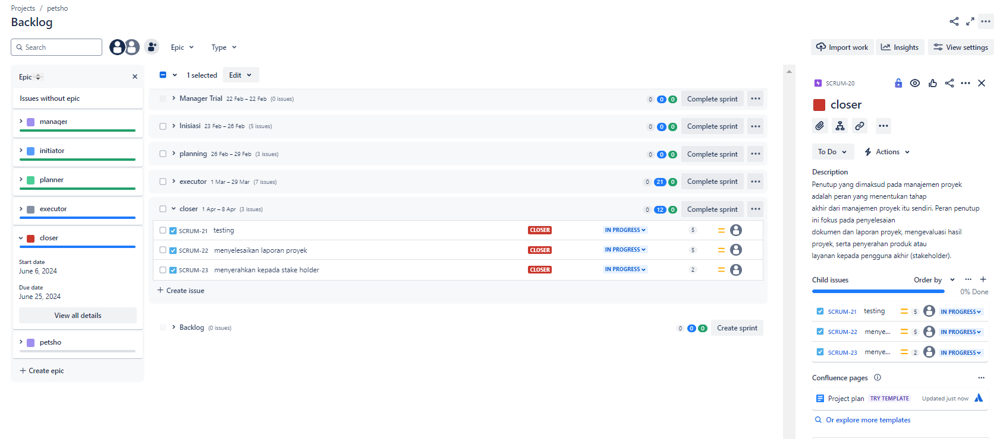 Projects / petsho
Backlog
Search
Epic
Type
Import work
Insights
View settings
Epic
Issues without epic
manager
initiator
planner
executor
closer
Start date
June 6, 2024
Due date
June 25, 2024
View all details
petsho
Create epic
1 selected
Edit
Manager Trial 22 Feb – 22 Feb (0 issues) 0 0 0 Complete sprint
Inisiasi 23 Feb – 26 Feb (5 issues) 0 0 0 Complete sprint
planning 26 Feb – 29 Feb (3 issues) 0 0 0 Complete sprint
executor 1 Mar – 29 Mar (7 issues) 0 21 0 Complete sprint
closer 1 Apr – 8 Apr (3 issues) 0 12 0 Complete sprint
SCRUM-21 testing CLOSER IN PROGRESS 5
SCRUM-22 menyelesaikan laporan proyek CLOSER IN PROGRESS 5
SCRUM-23 menyerahkan kepada stake holder CLOSER IN PROGRESS 2
Create issue
Backlog (0 issues) 0 0 0 Create sprint
SCRUM-20
closer
To Do
Actions
Description
Penutup yang dimaksud pada manajemen proyek
adalah peran yang menentukan tahap
akhir dari manajemen proyek itu sendiri. Peran penutup
ini fokus pada penyelesaian
dokumen dan laporan proyek, mengevaluasi hasil
proyek, serta penyerahan produk atau
layanan kepada pengguna akhir (stakeholder).
Child issues Order by
0% Done
SCRUM-21 testing 5 IN PROGRESS
SCRUM-22 menye... 5 IN PROGRESS
SCRUM-23 menye... 2 IN PROGRESS
Confluence pages
Project plan TRY TEMPLATE Updated just now
Or explore more templates